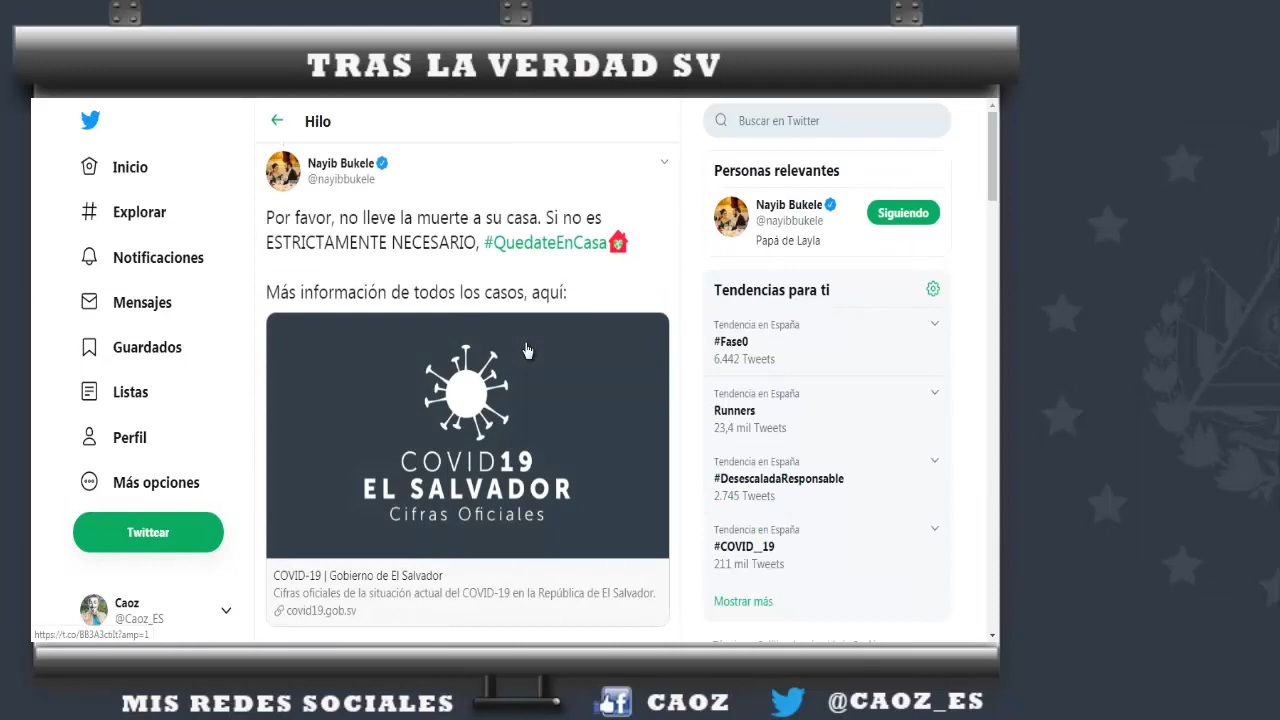 TRAS LA VERDAD SV
Inicio
Explorar
Notificaciones
Mensajes
Guardados
Listas
Perfil
Más opciones
Twittear
Caoz
@Caoz_ES
https://t.co/BB3A3ctiIt?amp=1
Hilo
Nayib Bukele
@nayibbukele
Por favor, no lleve la muerte a su casa. Si no es
ESTRICTAMENTE NECESARIO, #QuedateEnCasa
Más información de todos los casos, aquí:
COVID19
EL SALVADOR
Cifras Oficiales
COVID-19 | Gobierno de El Salvador
Cifras oficiales de la situación actual del COVID-19 en la República de El Salvador.
covid19.gob.sv
Buscar en Twitter
Personas relevantes
Nayib Bukele
@nayibbukele
Siguiendo
Papá de Layla
Tendencias para ti
Tendencia en España
#Fase0
6.442 Tweets
Tendencia en España
Runners
23,4 mil Tweets
Tendencia en España
#DesescaladaResponsable
2.745 Tweets
Tendencia en España
#COVID__19
211 mil Tweets
Mostrar más
MIS REDES SOCIALES
CAOZ
@CAOZ_ES